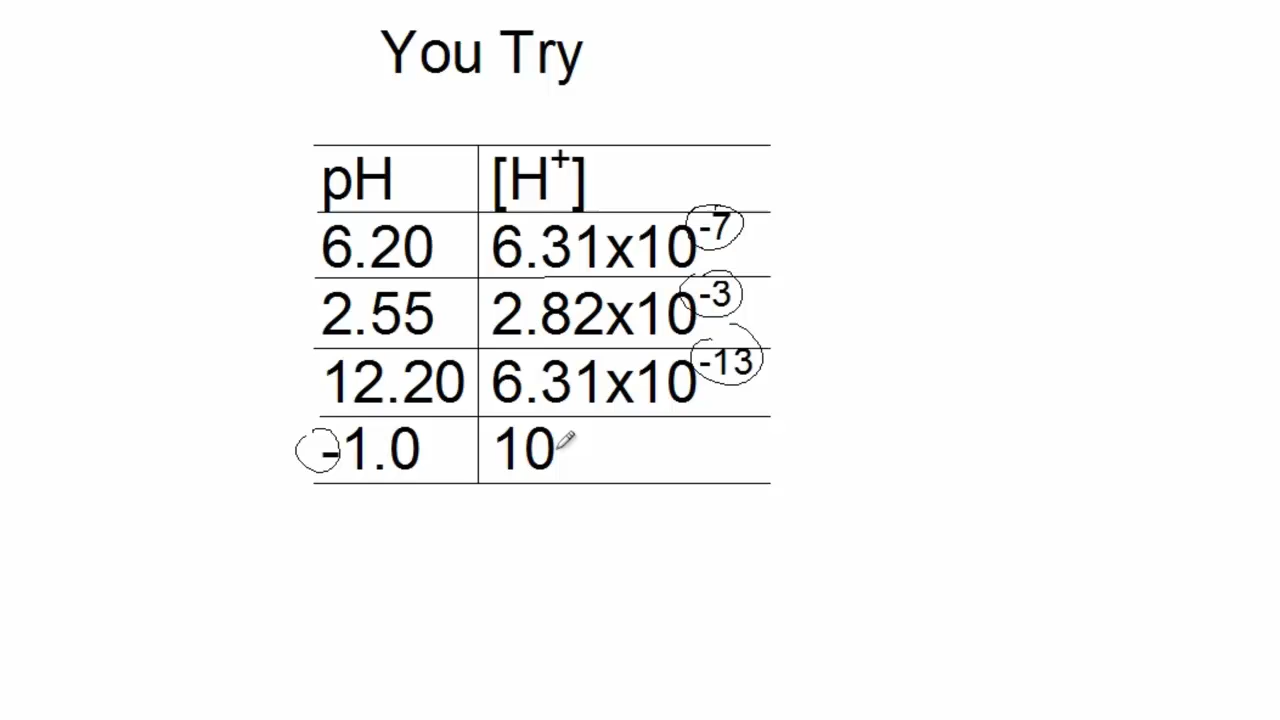 You Try
pH [H⁺]
6.20 6.31x10⁻⁷
2.55 2.82x10⁻³
12.20 6.31x10⁻¹³
-1.0 10